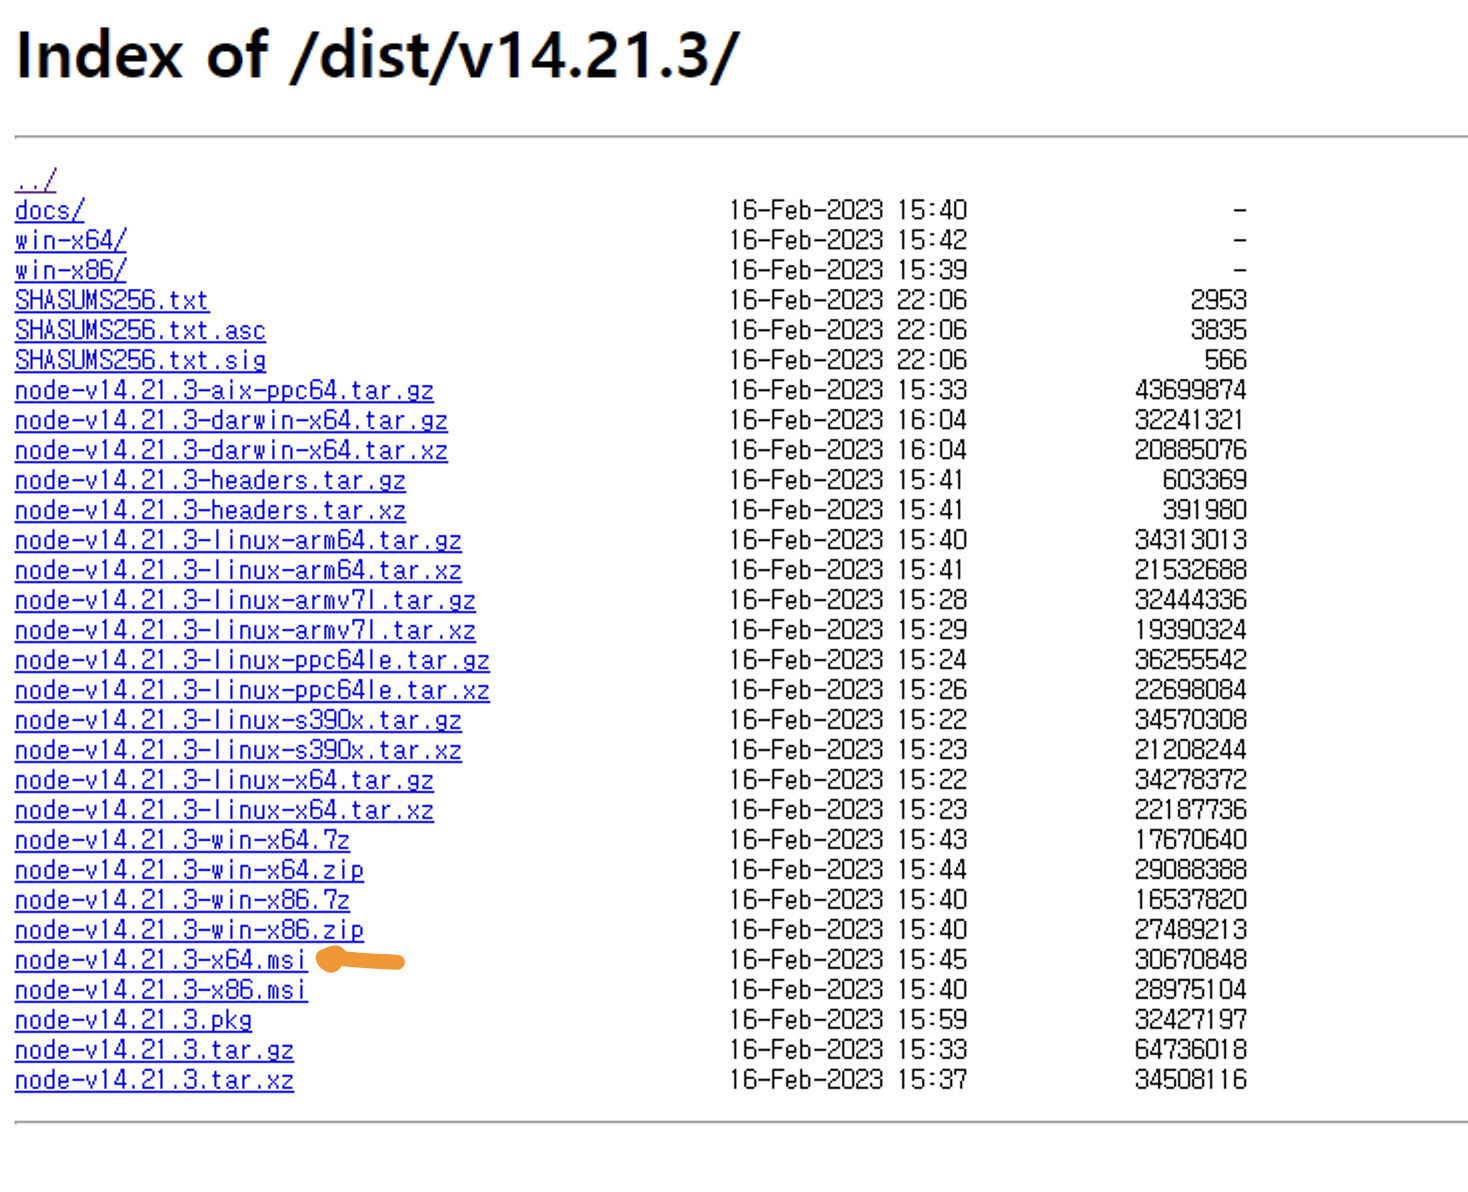 Index of /dist/v14.21.3/
../
docs/ 16-Feb-2023 15:40 -
win-x64/ 16-Feb-2023 15:42 -
win-x86/ 16-Feb-2023 15:39 -
SHASUMS256.txt 16-Feb-2023 22:06 2953
SHASUMS256.txt.asc 16-Feb-2023 22:06 3835
SHASUMS256.txt.sig 16-Feb-2023 22:06 566
node-v14.21.3-aix-ppc64.tar.gz 16-Feb-2023 15:33 43699874
node-v14.21.3-darwin-x64.tar.gz 16-Feb-2023 16:04 32241321
node-v14.21.3-darwin-x64.tar.xz 16-Feb-2023 16:04 20885076
node-v14.21.3-headers.tar.gz 16-Feb-2023 15:41 603369
node-v14.21.3-headers.tar.xz 16-Feb-2023 15:41 391980
node-v14.21.3-linux-arm64.tar.gz 16-Feb-2023 15:40 34313013
node-v14.21.3-linux-arm64.tar.xz 16-Feb-2023 15:41 21532688
node-v14.21.3-linux-armv7l.tar.gz 16-Feb-2023 15:28 32444336
node-v14.21.3-linux-armv7l.tar.xz 16-Feb-2023 15:29 19390324
node-v14.21.3-linux-ppc64le.tar.gz 16-Feb-2023 15:24 36255542
node-v14.21.3-linux-ppc64le.tar.xz 16-Feb-2023 15:26 22698084
node-v14.21.3-linux-s390x.tar.gz 16-Feb-2023 15:22 34570308
node-v14.21.3-linux-s390x.tar.xz 16-Feb-2023 15:23 21208244
node-v14.21.3-linux-x64.tar.gz 16-Feb-2023 15:22 34278372
node-v14.21.3-linux-x64.tar.xz 16-Feb-2023 15:23 22187736
node-v14.21.3-win-x64.7z 16-Feb-2023 15:43 17670640
node-v14.21.3-win-x64.zip 16-Feb-2023 15:44 29088388
node-v14.21.3-win-x86.7z 16-Feb-2023 15:40 16537820
node-v14.21.3-win-x86.zip 16-Feb-2023 15:40 27489213
node-v14.21.3-x64.msi 16-Feb-2023 15:45 30670848
node-v14.21.3-x86.msi 16-Feb-2023 15:40 28975104
node-v14.21.3.pkg 16-Feb-2023 15:59 32427197
node-v14.21.3.tar.gz 16-Feb-2023 15:33 64736018
node-v14.21.3.tar.xz 16-Feb-2023 15:37 34508116